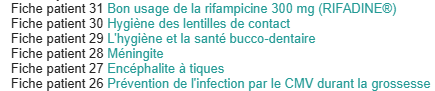 Fiche patient 31 Bon usage de la rifampicine 300 mg (RIFADINE®)
Fiche patient 30 Hygiène des lentilles de contact
Fiche patient 29 L'hygiène et la santé bucco-dentaire
Fiche patient 28 Méningite
Fiche patient 27 Encéphalite à tiques
Fiche patient 26 Prévention de l'infection par le CMV durant la grossesse